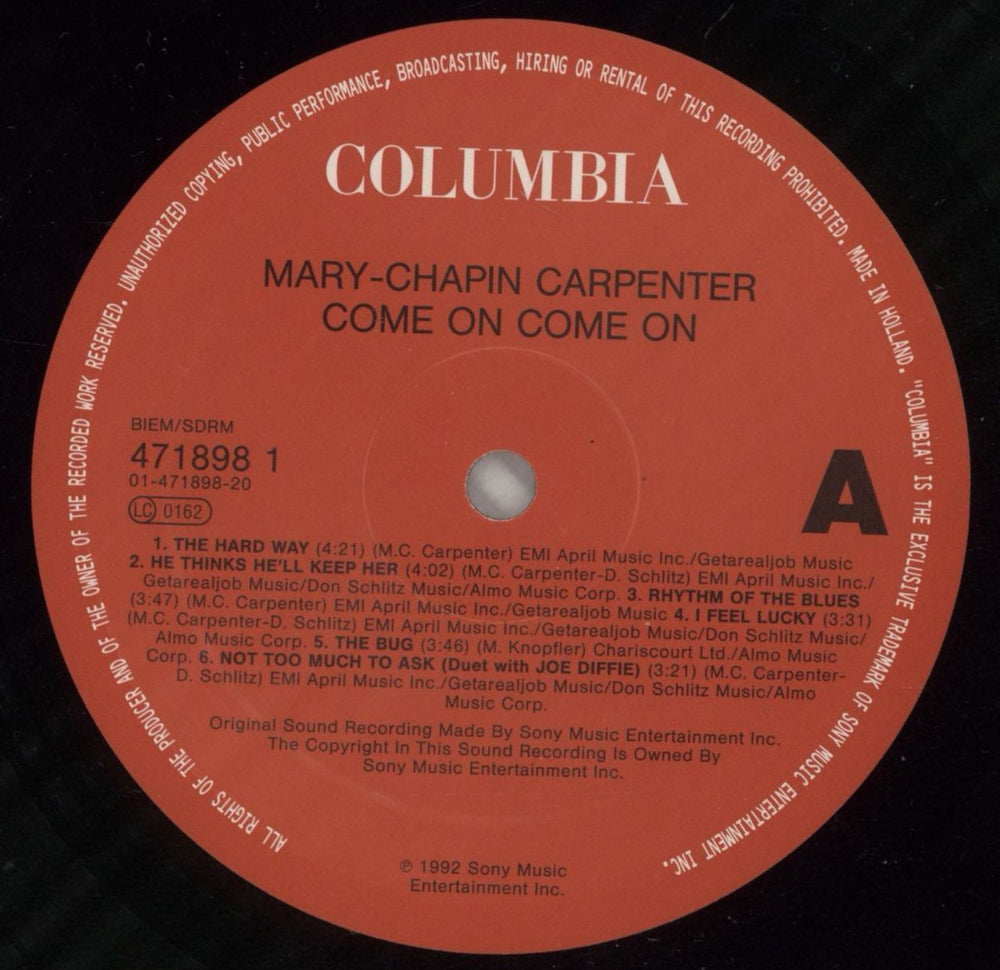 ALL RIGHTS OF THE PRODUCER AND OF THE OWNER OF THE RECORDED WORK RESERVED. UNAUTHORIZED COPYING, PUBLIC PERFORMANCE, BROADCASTING, HIRING OR RENTAL OF THIS RECORDING PROHIBITED. MADE IN HOLLAND. "COLUMBIA" IS THE EXCLUSIVE TRADEMARK OF SONY MUSIC ENTERTAINMENT INC.
COLUMBIA
MARY-CHAPIN CARPENTER
COME ON COME ON
BIEM/SDRM
471898 1
01-471898-20
LC 0162
A
1. THE HARD WAY (4:21) (M.C. Carpenter) EMI April Music Inc./Getarealjob Music
2. HE THINKS HE'LL KEEP HER (4:02) (M.C. Carpenter-D. Schlitz) EMI April Music Inc./
Getarealjob Music/Don Schlitz Music/Almo Music Corp. 3. RHYTHM OF THE BLUES
(3:47) (M.C. Carpenter) EMI April Music Inc./Getarealjob Music 4. I FEEL LUCKY (3:31)
(M.C. Carpenter-D. Schlitz) EMI April Music Inc./Getarealjob Music/Don Schlitz Music/
Almo Music Corp. 5. THE BUG (3:46) (M. Knopfler) Chariscourt Ltd./Almo Music
Corp. 6. NOT TOO MUCH TO ASK (Duet with JOE DIFFIE) (3:21) (M.C. Carpenter-
D. Schlitz) EMI April Music Inc./Getarealjob Music/Don Schlitz Music/Almo
Music Corp.
Original Sound Recording Made By Sony Music Entertainment Inc.
The Copyright In This Sound Recording Is Owned By
Sony Music Entertainment Inc.
℗ 1992 Sony Music
Entertainment Inc.